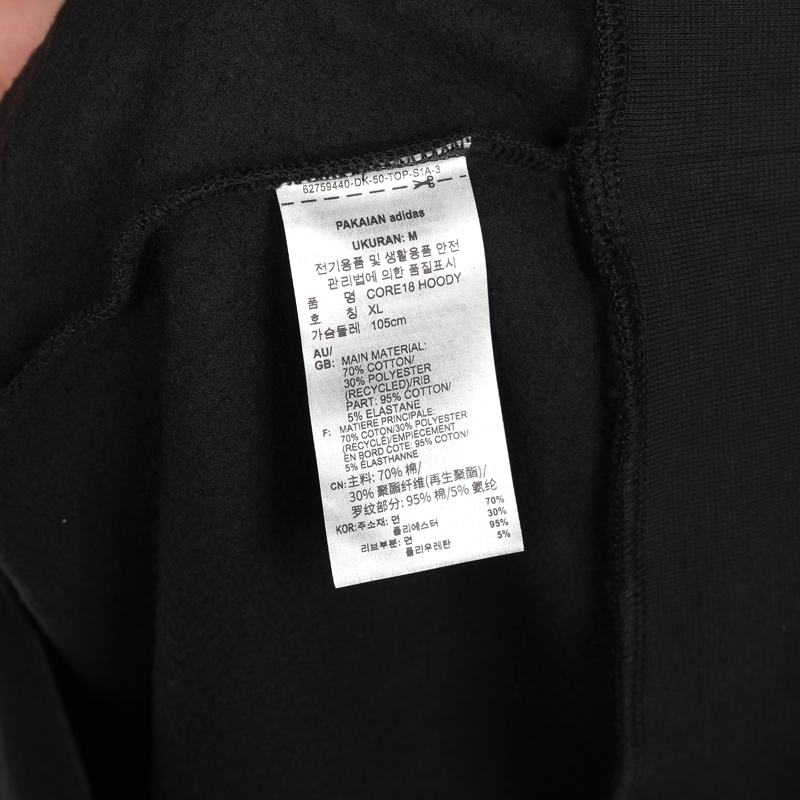 62759440-DK-50-TOP-S1A-3
PAKAIAN adidas
UKURAN: M
전기용품 및 생활용품 안전
관리법에 의한 품질표시
품 명 CORE18 HOODY
호 칭 XL
가슴둘레 105cm
AU/
GB: MAIN MATERIAL:
70% COTTON/
30% POLYESTER
(RECYCLED)/RIB
PART: 95% COTTON/
5% ELASTANE
F: MATIERE PRINCIPALE:
70% COTON/30% POLYESTER
(RECYCLÉ)/EMPIECEMENT
EN BORD COTE: 95% COTON/
5% ÉLASTHANNE
CN: 主料: 70% 棉/
30% 聚酯纤维(再生聚酯)/
罗纹部分: 95% 棉/5% 氨纶
KOR: 주소재: 면 70%
폴리에스터 30%
리브부분: 면 95%
폴리우레탄 5%